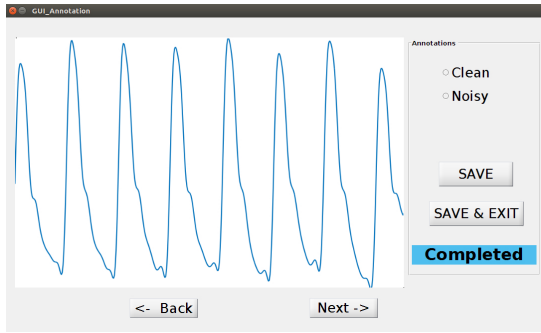 GUI_Annotation
Annotations
Clean
Noisy
SAVE
SAVE & EXIT
Completed
<- Back
Next ->